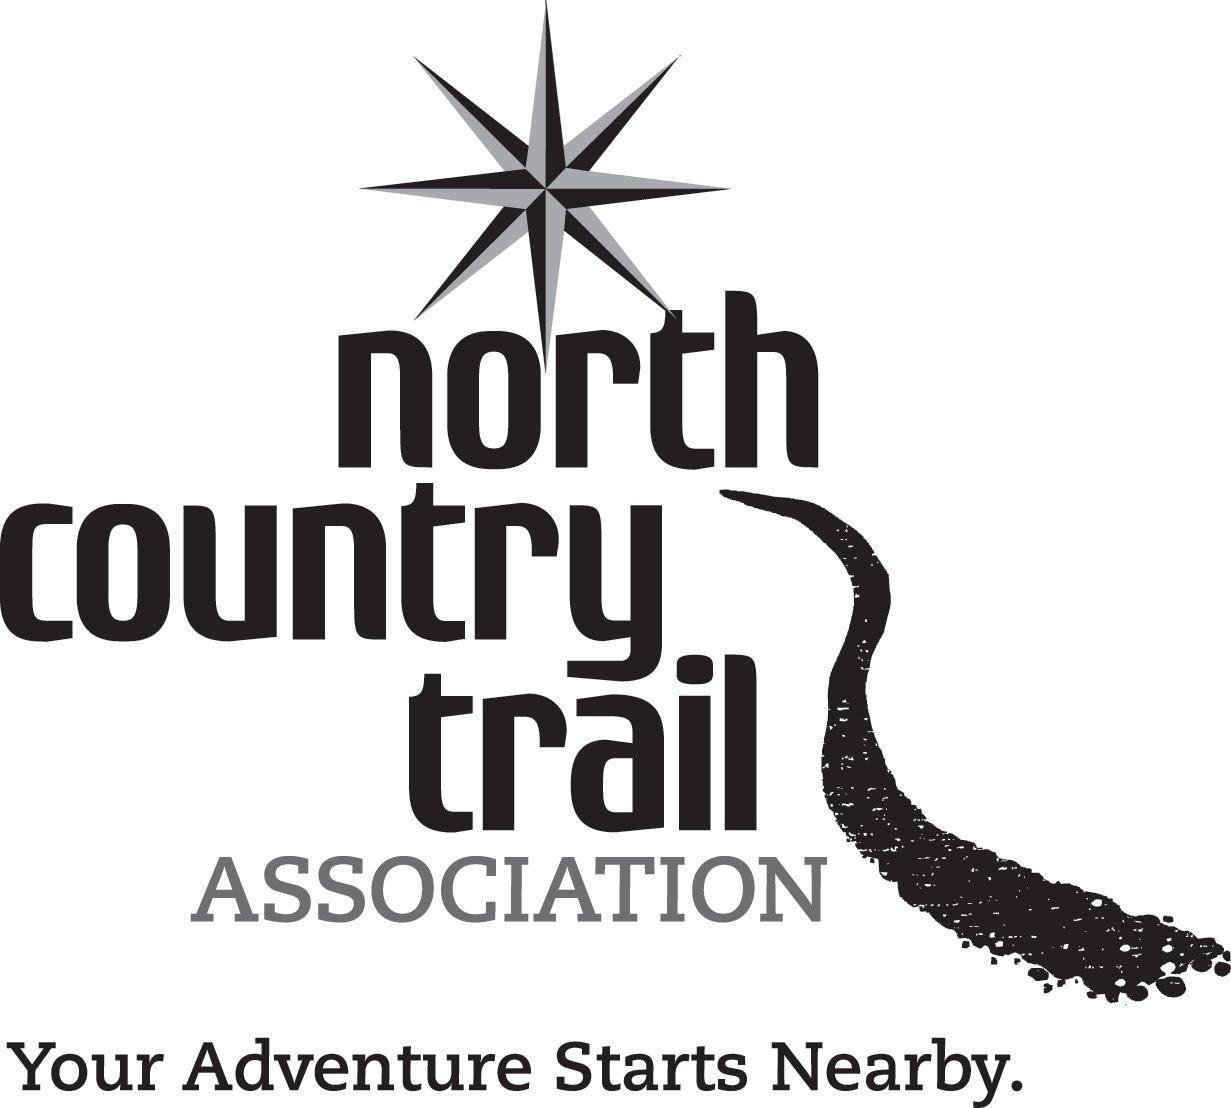 north
country
trail
ASSOCIATION
Your Adventure Starts Nearby.